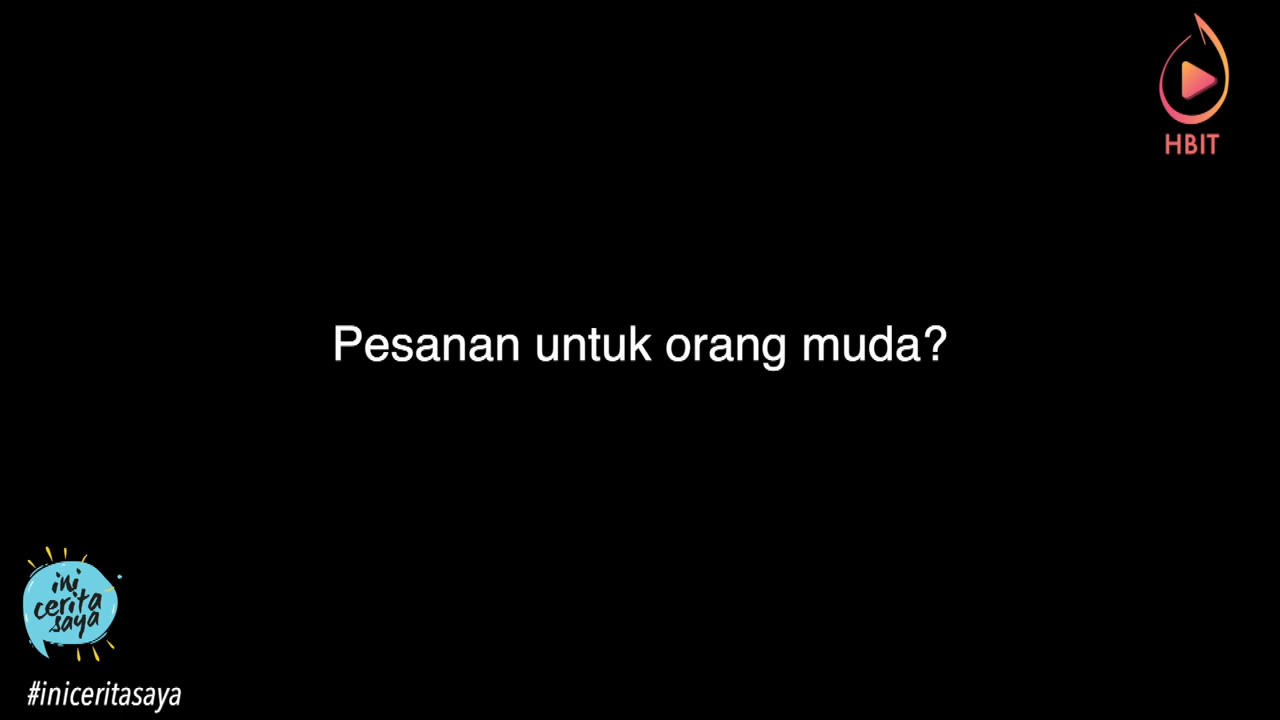 HBIT
Pesanan untuk orang muda?
ini
cerita
saya
#iniceritasaya